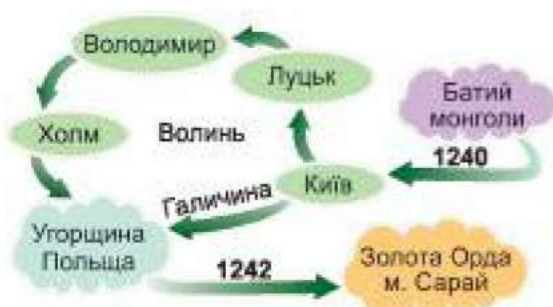 Володимир
Луцьк
Батий
монголи
Холм
Волинь
1240
Київ
Галичина
Угорщина
Польща
1242
Золота Орда
м. Сарай